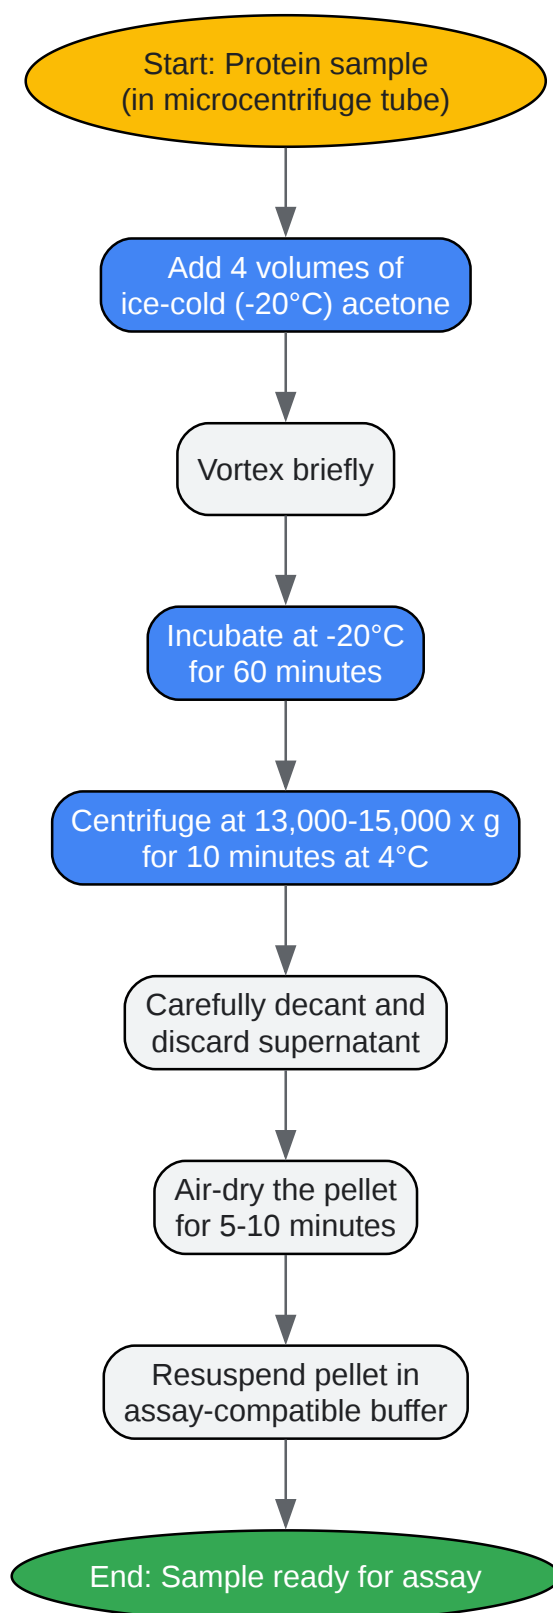 Start: Protein sample
(in microcentrifuge tube)
Add 4 volumes of
ice-cold (-20°C) acetone
Vortex briefly
Incubate at -20°C
for 60 minutes
Centrifuge at 13,000-15,000 x g
for 10 minutes at 4°C
Carefully decant and
discard supernatant
Air-dry the pellet
for 5-10 minutes
Resuspend pellet in
assay-compatible buffer
End: Sample ready for assay